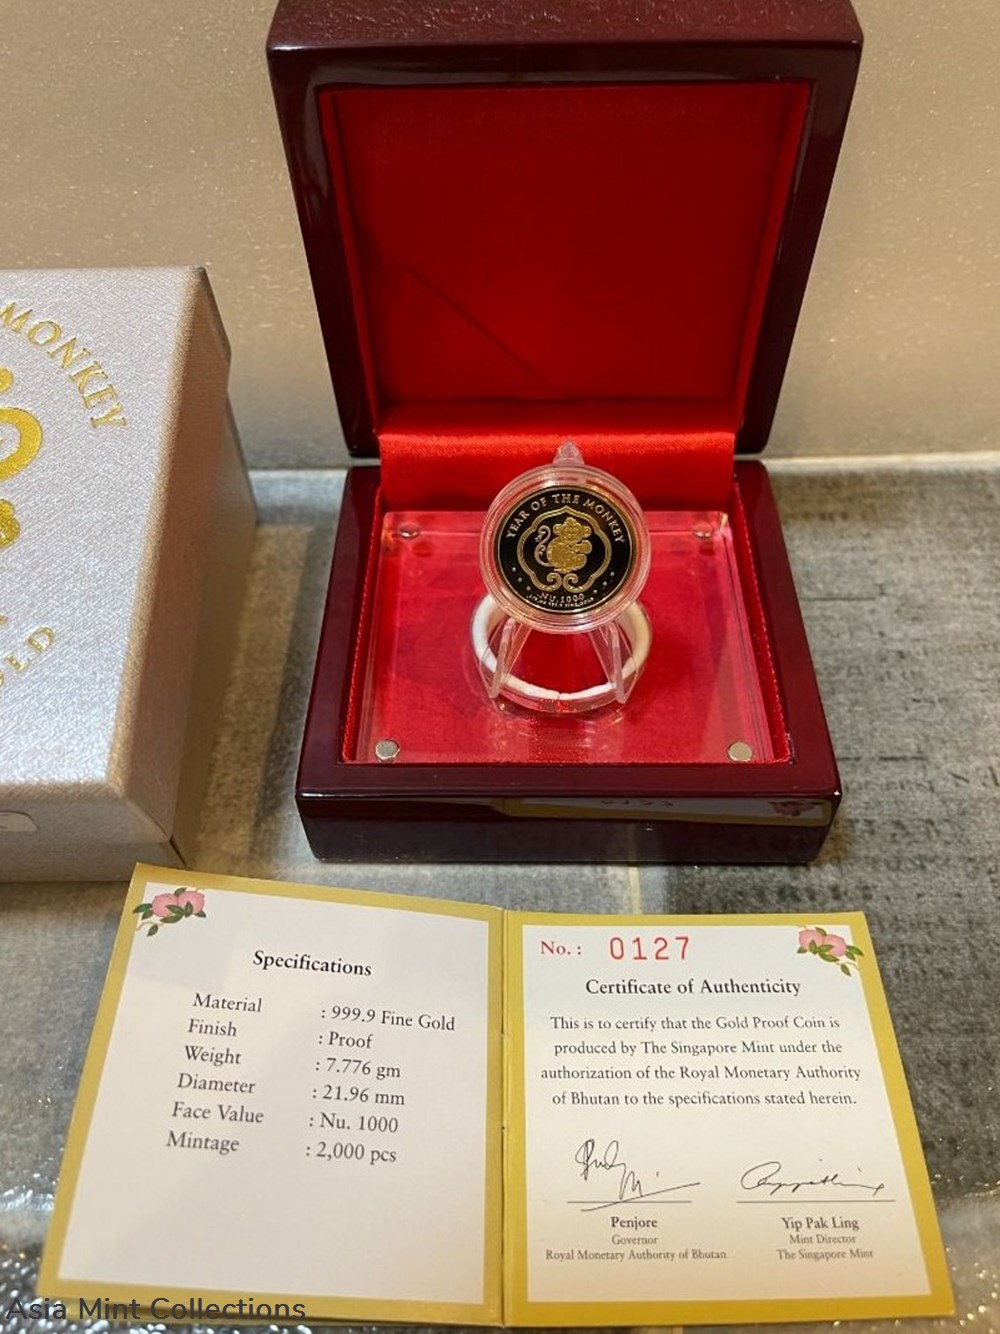 MONKEY
GOLD
YEAR OF THE MONKEY
NU.1000
Specifications
Material : 999.9 Fine Gold
Finish : Proof
Weight : 7.776 gm
Diameter : 21.96 mm
Face Value : Nu. 1000
Mintage : 2,000 pcs
No. : 0127
Certificate of Authenticity
This is to certify that the Gold Proof Coin is
produced by The Singapore Mint under the
authorization of the Royal Monetary Authority
of Bhutan to the specifications stated herein.
Penjore
Governor
Royal Monetary Authority of Bhutan
Yip Pak Ling
Mint Director
The Singapore Mint
Asia Mint Collections